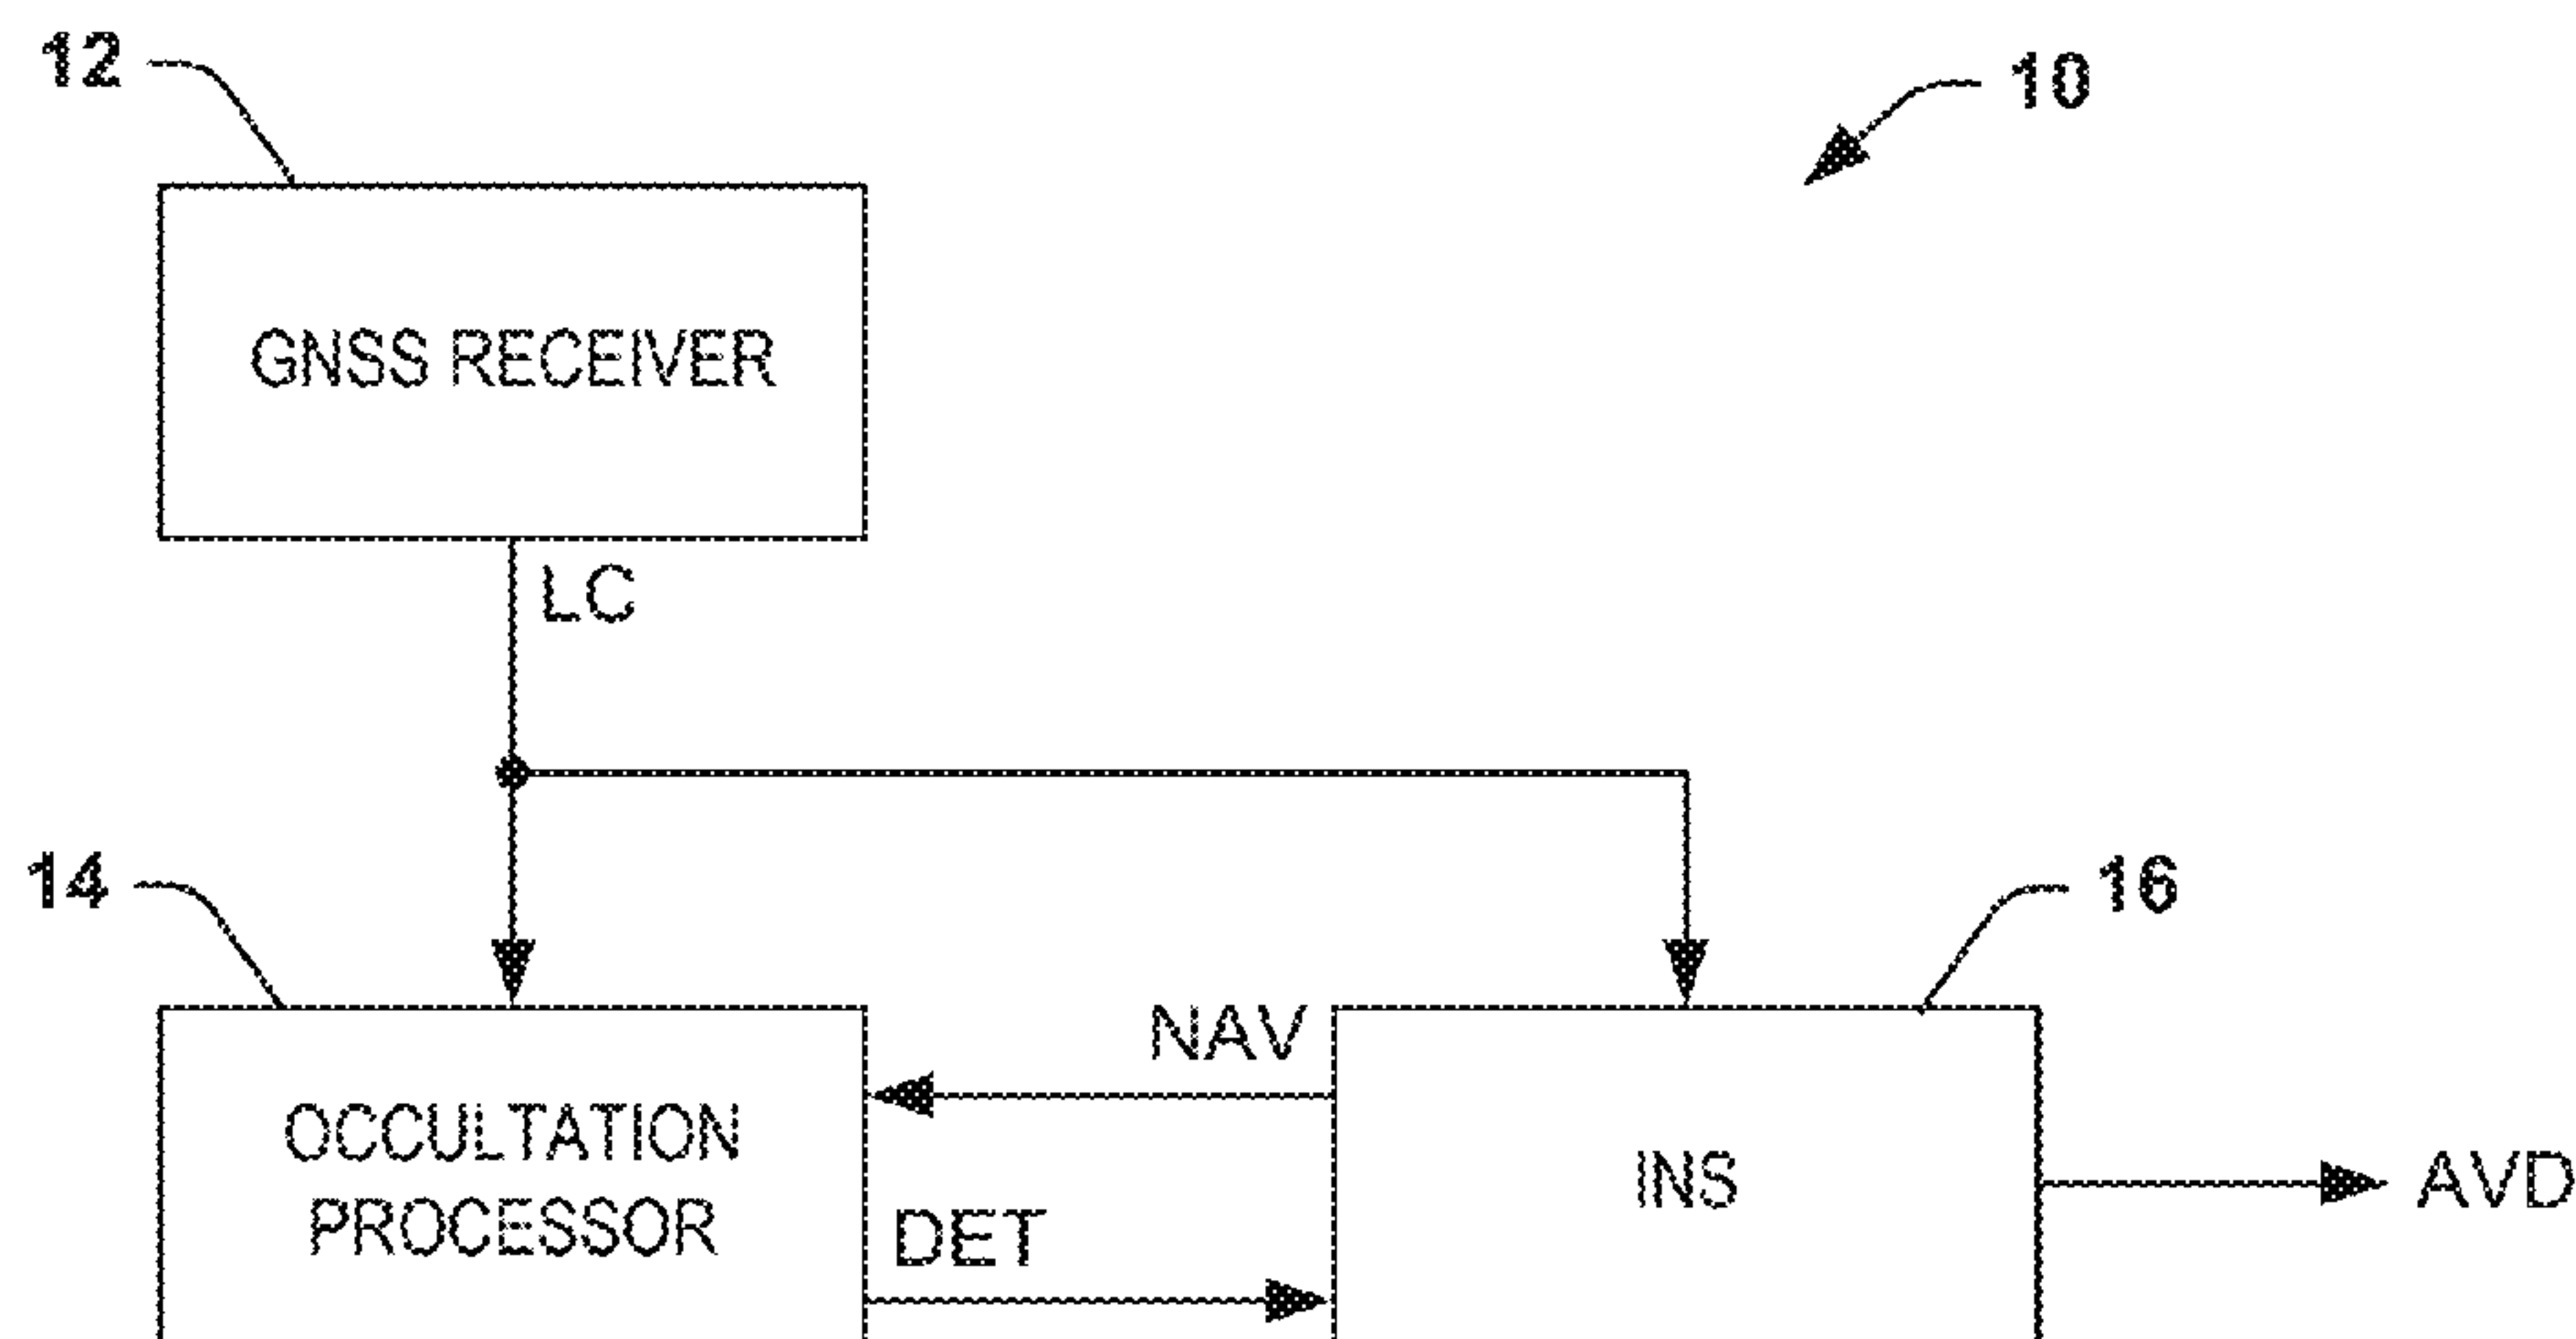 12
10
GNSS RECEIVER
LC
14
16
NAV
OCCULTATION
PROCESSOR
INS
AVD
DET